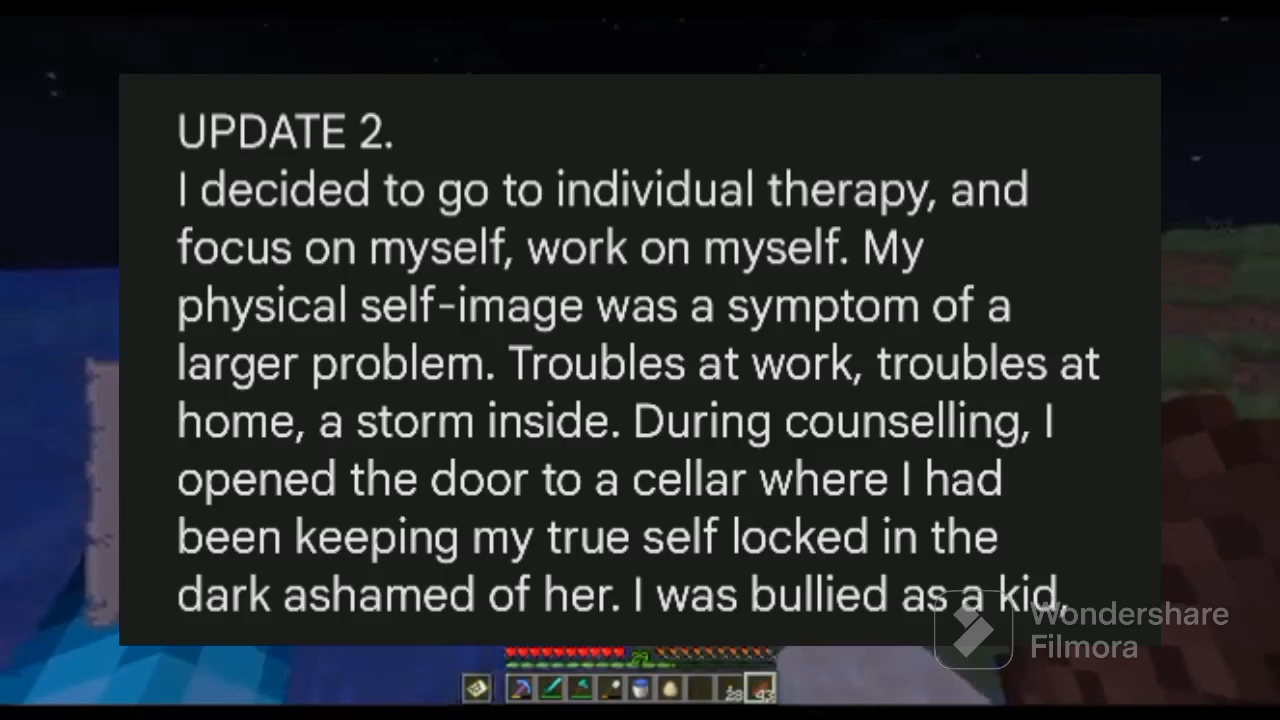 UPDATE 2.
I decided to go to individual therapy, and
focus on myself, work on myself. My
physical self-image was a symptom of a
larger problem. Troubles at work, troubles at
home, a storm inside. During counselling, I
opened the door to a cellar where I had
been keeping my true self locked in the
dark ashamed of her. I was bullied as a kid,
Wondershare
Filmora
29
28
43